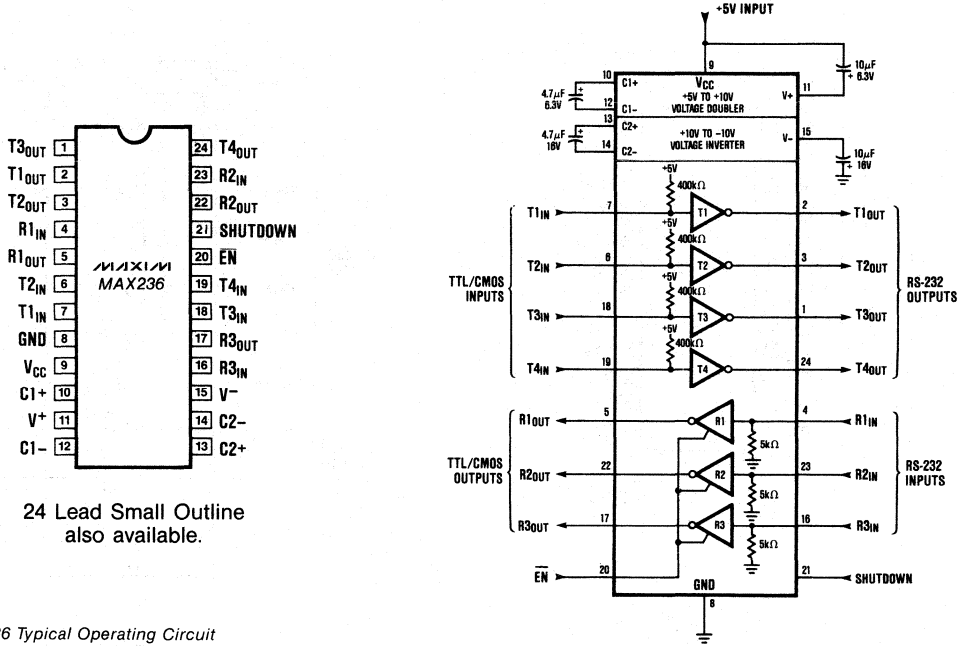 T3OUT 1
T1OUT 2
T2OUT 3
R1IN 4
R1OUT 5
T2IN 6
T1IN 7
GND 8
VCC 9
C1+ 10
V+ 11
C1– 12
MAXIM
MAX236
24 T4OUT
23 R2IN
22 R2OUT
21 SHUTDOWN
20 EN
19 T4IN
18 T3IN
17 R3OUT
16 R3IN
15 V–
14 C2–
13 C2+
24 Lead Small Outline
also available.
+5V INPUT
9
VCC
10 C1+
4.7µF
6.3V
+
12 C1–
+5V TO +10V
VOLTAGE DOUBLER
V+ 11
10µF
+ 6.3V
13
C2+
4.7µF
16V
+
14 C2–
+10V TO –10V
VOLTAGE INVERTER
V– 15
10µF
+ 16V
TTL/CMOS
INPUTS
+5V
400kΩ
T1IN 7 T1 2 T1OUT
+5V
400kΩ
T2IN 6 T2 3 T2OUT
+5V
400kΩ
T3IN 18 T3 1 T3OUT
+5V
400kΩ
T4IN 19 T4 24 T4OUT
RS-232
OUTPUTS
TTL/CMOS
OUTPUTS
R1OUT 5 R1 4 R1IN
5kΩ
R2OUT 22 R2 23 R2IN
5kΩ
R3OUT 17 R3 16 R3IN
5kΩ
RS-232
INPUTS
EN 20
21 SHUTDOWN
GND
8
6 Typical Operating Circuit